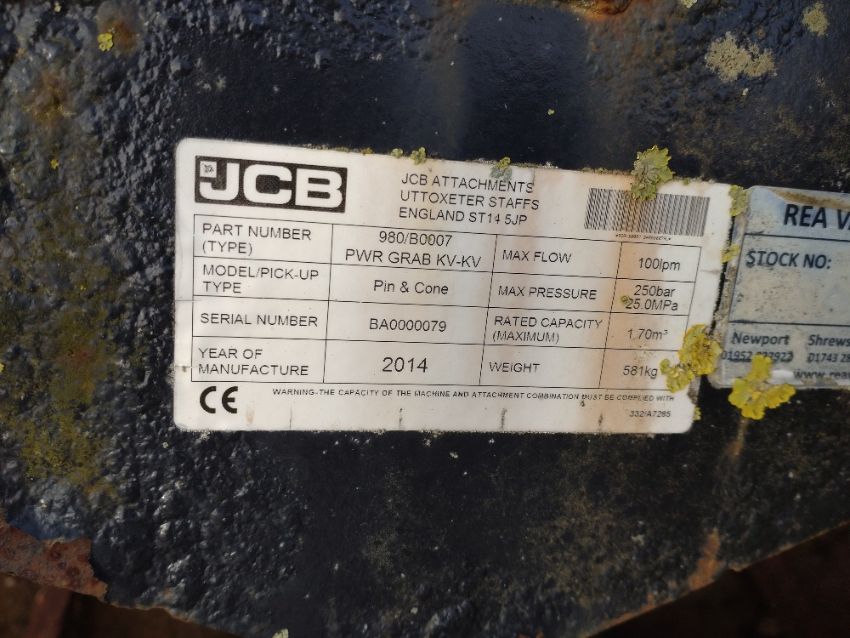 JCB
JCB ATTACHMENTS
UTTOXETER STAFFS
ENGLAND ST14 5JP
PART NUMBER (TYPE)
980/B0007
PWR GRAB KV-KV
MAX FLOW
100lpm
MODEL/PICK-UP TYPE
Pin & Cone
MAX PRESSURE
250bar
25.0MPa
SERIAL NUMBER
BA0000079
RATED CAPACITY (MAXIMUM)
1.70m³
YEAR OF MANUFACTURE
2014
WEIGHT
581kg
CE
WARNING-THE CAPACITY OF THE MACHINE AND ATTACHMENT COMBINATION MUST BE COMPLIED WITH
332/A7265
REA
STOCK NO:
Newport
01952
01743